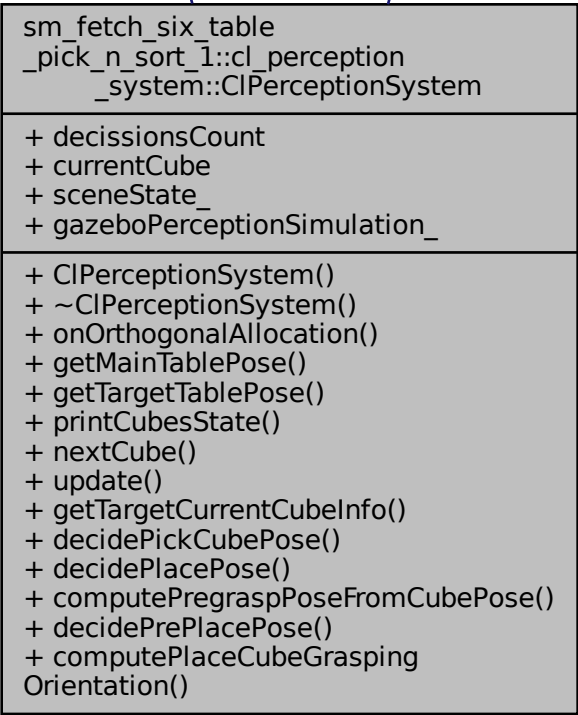 sm_fetch_six_table
_pick_n_sort_1::cl_perception
_system::ClPerceptionSystem
+ decissionsCount
+ currentCube
+ sceneState_
+ gazeboPerceptionSimulation_
+ ClPerceptionSystem()
+ ~ClPerceptionSystem()
+ onOrthogonalAllocation()
+ getMainTablePose()
+ getTargetTablePose()
+ printCubesState()
+ nextCube()
+ update()
+ getTargetCurrentCubeInfo()
+ decidePickCubePose()
+ decidePlacePose()
+ computePregraspPoseFromCubePose()
+ decidePrePlacePose()
+ computePlaceCubeGrasping
Orientation()